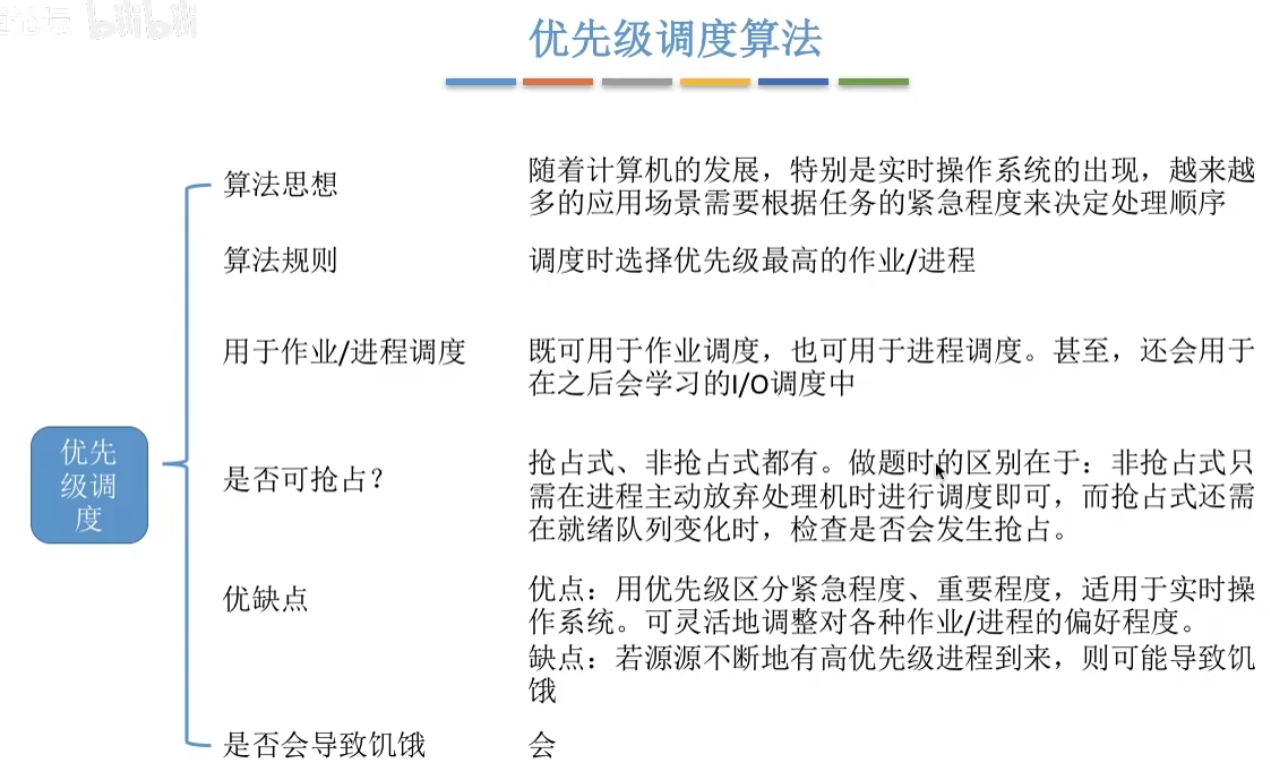 bilibili
优先级调度算法
算法思想
随着计算机的发展，特别是实时操作系统的出现，越来越
多的应用场景需要根据任务的紧急程度来决定处理顺序
算法规则
调度时选择优先级最高的作业/进程
用于作业/进程调度
既可用于作业调度，也可用于进程调度。甚至，还会用于
在之后会学习的I/O调度中
优先
级调
度
是否可抢占？
抢占式、非抢占式都有。做题时的区别在于：非抢占式只
需在进程主动放弃处理机时进行调度即可，而抢占式还需
在就绪队列变化时，检查是否会发生抢占。
优缺点
优点：用优先级区分紧急程度、重要程度，适用于实时操
作系统。可灵活地调整对各种作业/进程的偏好程度。
缺点：若源源不断地有高优先级进程到来，则可能导致饥
饿
是否会导致饥饿
会